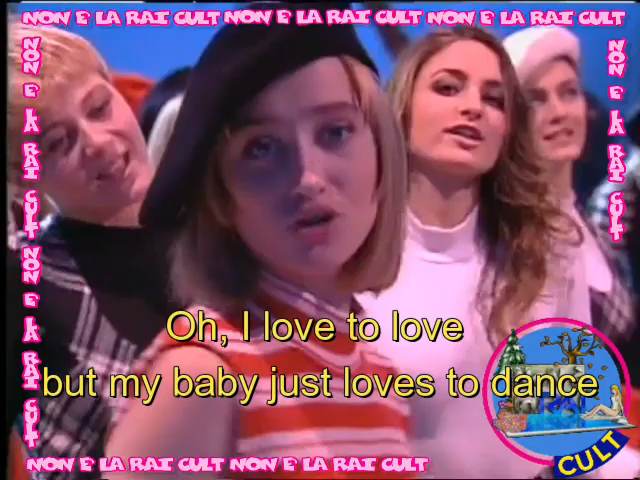 NON E LA RAI CULT NON E LA RAI CULT NON E LA RAI CULT
NON E LA RAI CULT NON E LA RAI CULT
NON E LA RAI CULT
Oh, I love to love
but my baby just loves to dance
CULT
NON E LA RAI CULT NON E LA RAI CULT